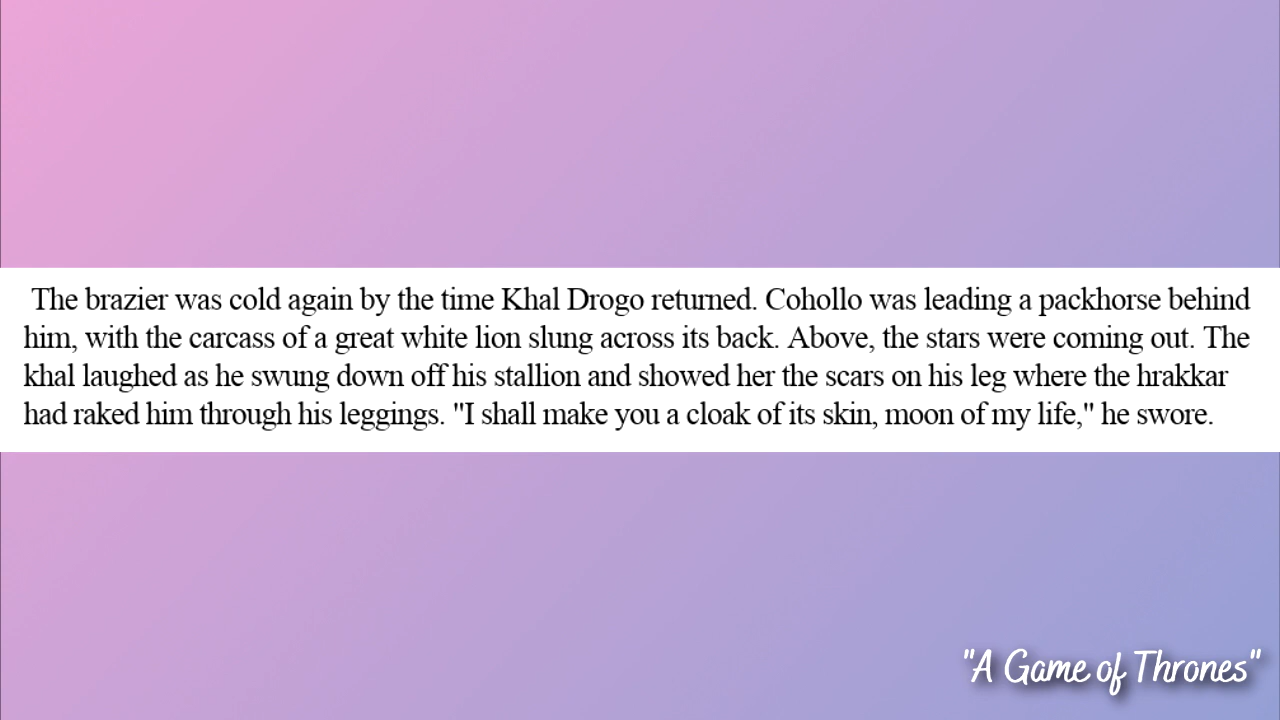 The brazier was cold again by the time Khal Drogo returned. Cohollo was leading a packhorse behind
him, with the carcass of a great white lion slung across its back. Above, the stars were coming out. The
khal laughed as he swung down off his stallion and showed her the scars on his leg where the hrakkar
had raked him through his leggings. "I shall make you a cloak of its skin, moon of my life," he swore.
"A Game of Thrones"